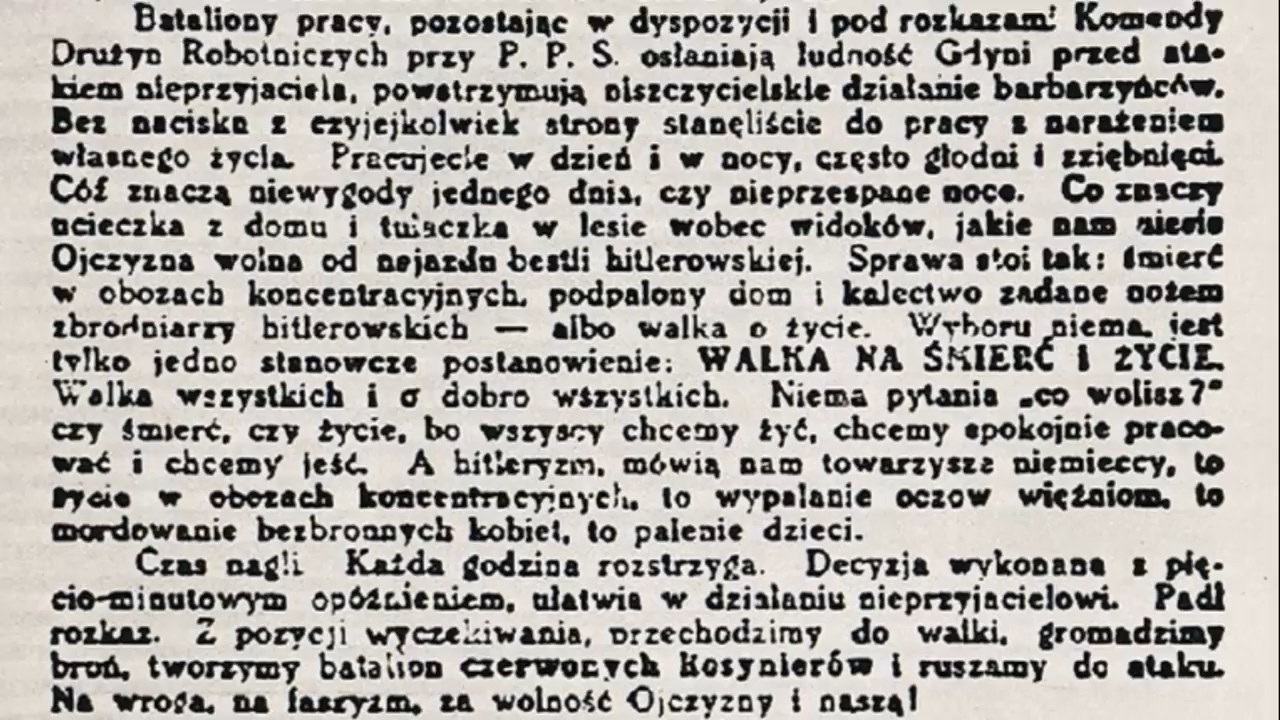 Bataliony pracy, pozostając w dyspozycji i pod rozkazami Komendy
Drużyn Robotniczych przy P. P. S. osłaniają ludność Gdyni przed ata-
kiem nieprzyjaciela, powstrzymują niszczycielskie działanie barbarzyńców.
Bez nacisku z czyjejkolwiek strony stanęliście do pracy z narażeniem
własnego życia. Pracujecie w dzień i w nocy, często głodni i zziębnięci.
Cóż znaczą niewygody jednego dnia, czy nieprzespane noce. Co znaczy
ucieczka z domu i tułaczka w lesie wobec widoków, jakie nam niesie
Ojczyzna wolna od najazdu bestii hitlerowskiej. Sprawa stoi tak: śmierć
w obozach koncentracyjnych, podpalony dom i kalectwo zadane nożem
zbrodniarzy hitlerowskich — albo walka o życie. Wyboru niema, jest
tylko jedno stanowcze postanowienie: WALKA NA ŚMIERĆ I ŻYCIE.
Walka wszystkich i o dobro wszystkich. Niema pytania „co wolisz?"
czy śmierć, czy życie, bo wszyscy chcemy żyć, chcemy spokojnie praco-
wać i chcemy jeść. A hitleryzm, mówią nam towarzysze niemieccy, to
życie w obozach koncentracyjnych, to wypalanie oczow więźniom, to
mordowanie bezbronnych kobiet, to palenie dzieci.
Czas nagli. Każda godzina rozstrzyga. Decyzja wykonana z pię-
cio-minutowym opóźnieniem, ułatwia w działaniu nieprzyjacielowi. Padł
rozkaz. Z pozycji wyczekiwania, przechodzimy do walki, gromadzimy
broń, tworzymy batalion czerwonych Kosynierów i ruszamy do ataku.
Na wroga, na faszyzm, za wolność Ojczyzny i naszą!